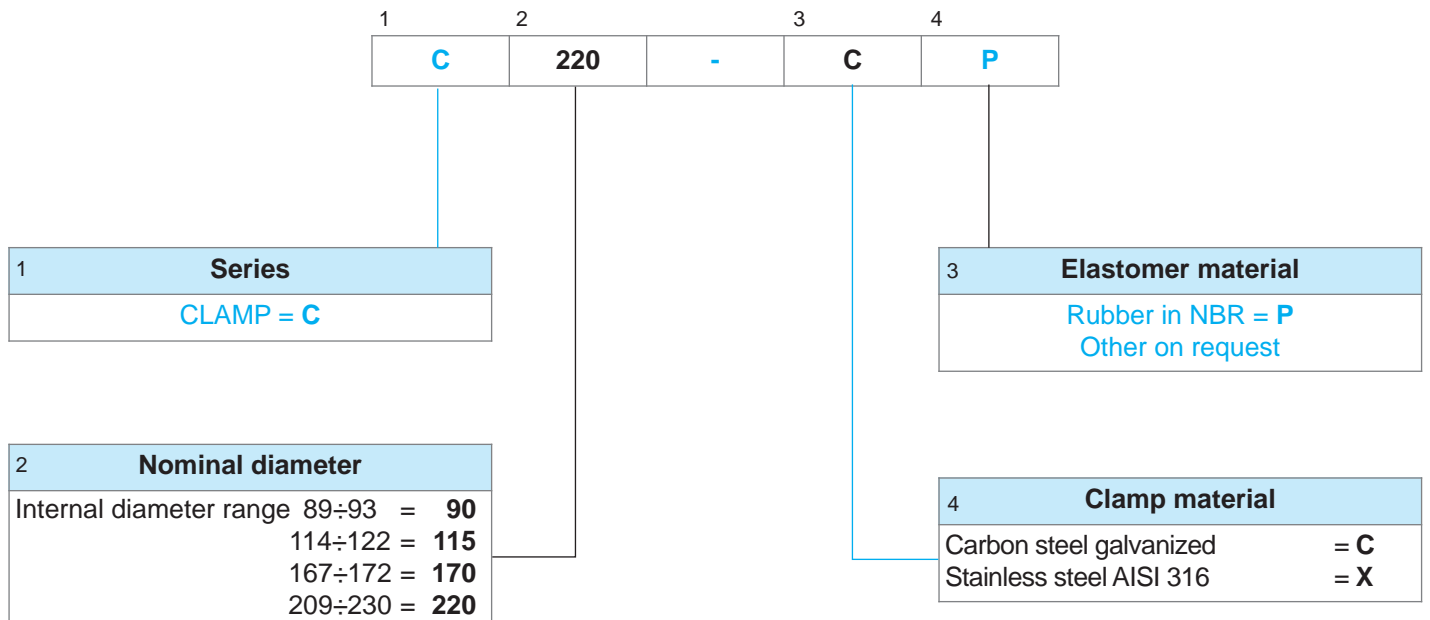 1 2 3 4
C 220 - C P
1 Series
CLAMP = C
3 Elastomer material
Rubber in NBR = P
Other on request
2 Nominal diameter
Internal diameter range 89÷93 = 90
114÷122 = 115
167÷172 = 170
209÷230 = 220
4 Clamp material
Carbon steel galvanized = C
Stainless steel AISI 316 = X